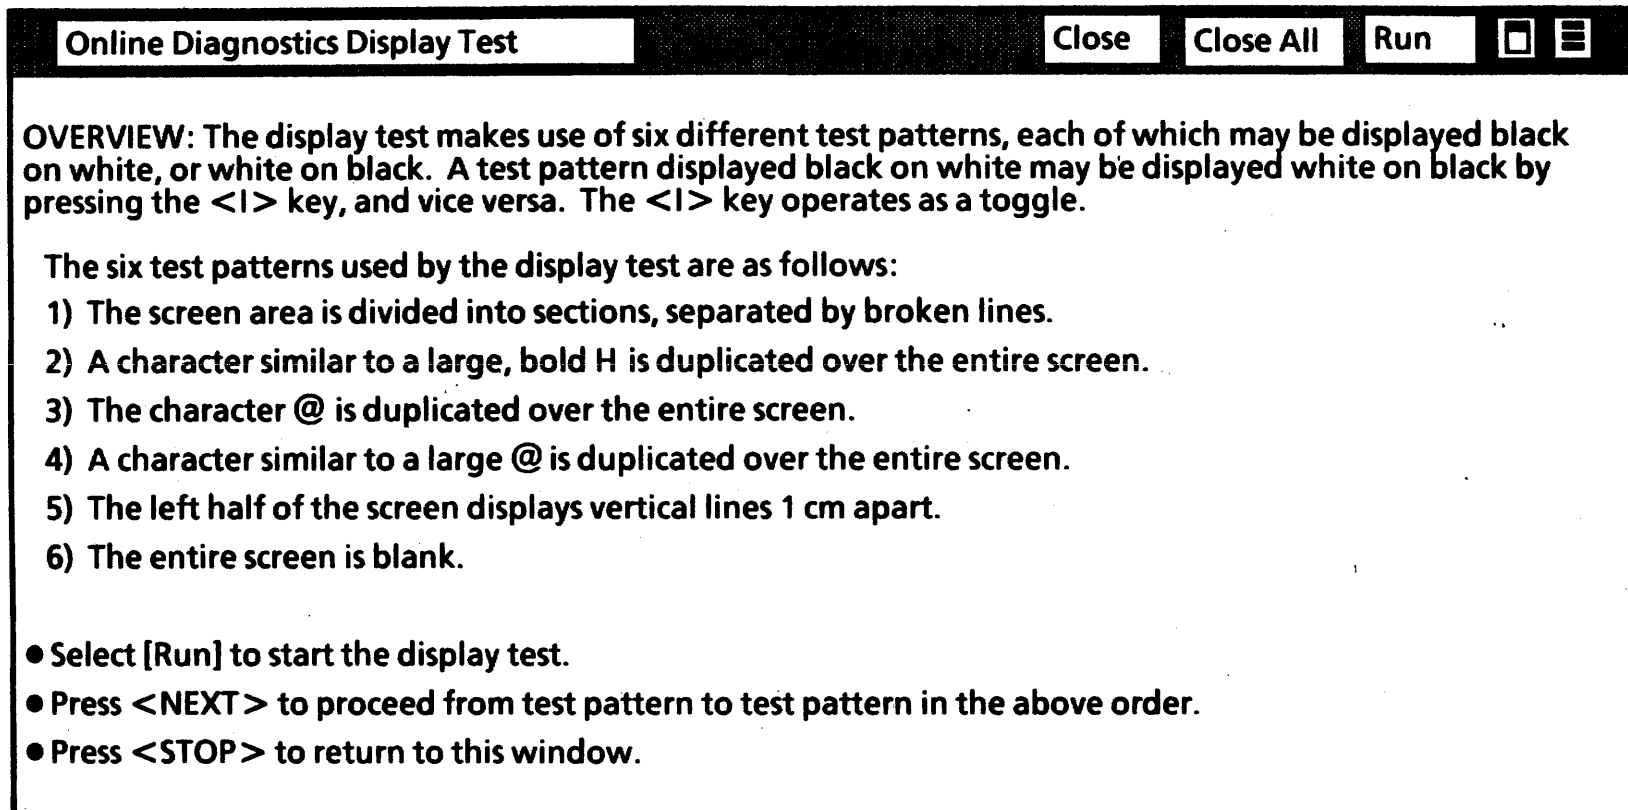 Online Diagnostics Display Test Close Close All Run
OVERVIEW: The display test makes use of six different test patterns, each of which may be displayed black
on white, or white on black. A test pattern displayed black on white may be displayed white on black by
pressing the <I> key, and vice versa. The <I> key operates as a toggle.
The six test patterns used by the display test are as follows:
1) The screen area is divided into sections, separated by broken lines.
2) A character similar to a large, bold H is duplicated over the entire screen.
3) The character @ is duplicated over the entire screen.
4) A character similar to a large @ is duplicated over the entire screen.
5) The left half of the screen displays vertical lines 1 cm apart.
6) The entire screen is blank.
● Select [Run] to start the display test.
● Press <NEXT> to proceed from test pattern to test pattern in the above order.
● Press <STOP> to return to this window.